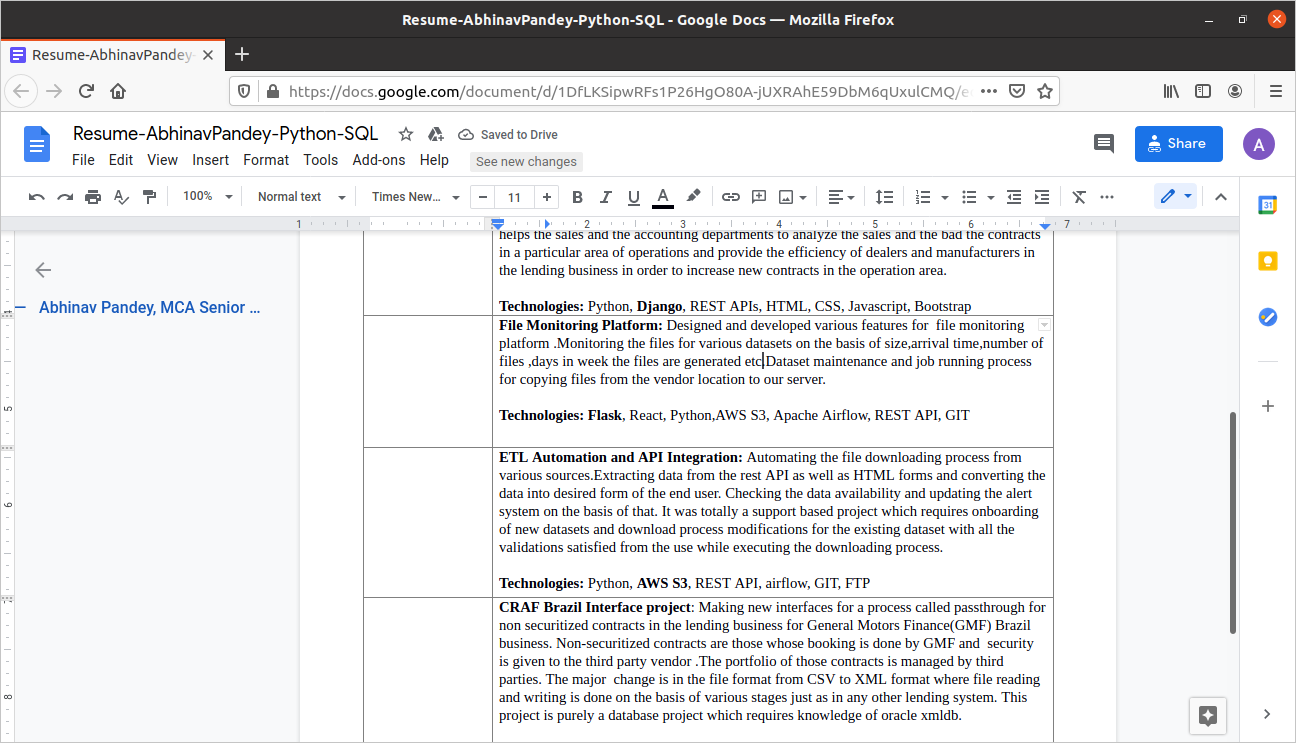 Resume-AbhinavPandey-Python-SQL - Google Docs — Mozilla Firefox
Resume-AbhinavPandey-
https://docs.google.com/document/d/1DfLKSipwRFs1P26HgO80A-jUXRAhE59DbM6qUxulCMQ/e
Resume-AbhinavPandey-Python-SQL
Saved to Drive
File Edit View Insert Format Tools Add-ons Help See new changes
Share
A
100% Normal text Times New... 11 B I U A
31
1 1 2 3 4 5 6 7
Abhinav Pandey, MCA Senior ...
helps the sales and the accounting departments to analyze the sales and the bad the contracts
in a particular area of operations and provide the efficiency of dealers and manufacturers in
the lending business in order to increase new contracts in the operation area.
Technologies: Python, Django, REST APIs, HTML, CSS, Javascript, Bootstrap
File Monitoring Platform: Designed and developed various features for  file monitoring
platform .Monitoring the files for various datasets on the basis of size,arrival time,number of
files ,days in week the files are generated etc Dataset maintenance and job running process
for copying files from the vendor location to our server.
Technologies: Flask, React, Python,AWS S3, Apache Airflow, REST API, GIT
ETL Automation and API Integration: Automating the file downloading process from
various sources.Extracting data from the rest API as well as HTML forms and converting the
data into desired form of the end user. Checking the data availability and updating the alert
system on the basis of that. It was totally a support based project which requires onboarding
of new datasets and download process modifications for the existing dataset with all the
validations satisfied from the use while executing the downloading process.
Technologies: Python, AWS S3, REST API, airflow, GIT, FTP
CRAF Brazil Interface project: Making new interfaces for a process called passthrough for
non securitized contracts in the lending business for General Motors Finance(GMF) Brazil
business. Non-securitized contracts are those whose booking is done by GMF and  security
is given to the third party vendor .The portfolio of those contracts is managed by third
parties. The major  change is in the file format from CSV to XML format where file reading
and writing is done on the basis of various stages just as in any other lending system. This
project is purely a database project which requires knowledge of oracle xmldb.
5
6
7
8